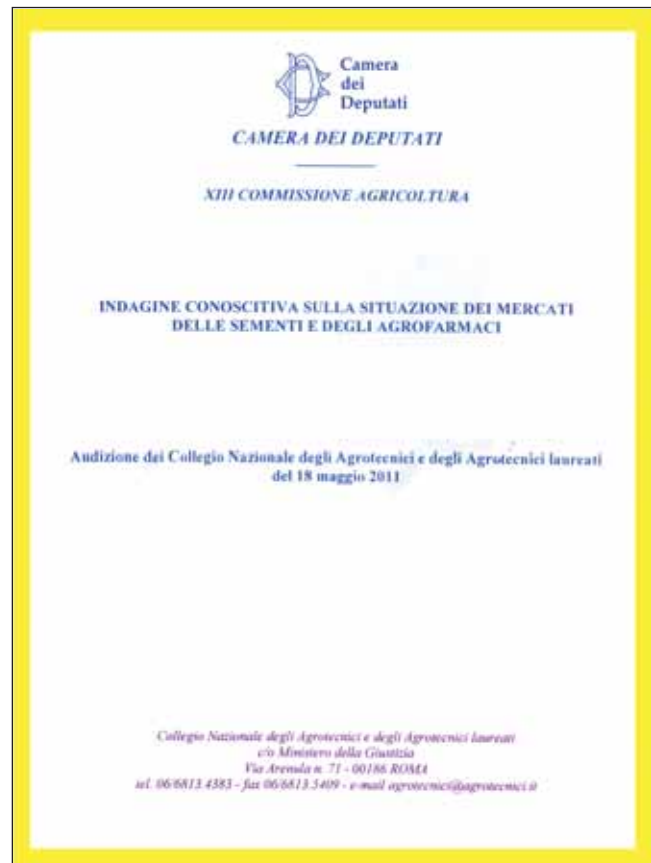 Camera
dei
Deputati
CAMERA DEI DEPUTATI
XIII COMMISSIONE AGRICOLTURA
INDAGINE CONOSCITIVA SULLA SITUAZIONE DEI MERCATI
DELLE SEMENTI E DEGLI AGROFARMACI
Audizione del Collegio Nazionale degli Agrotecnici e degli Agrotecnici laureati
del 18 maggio 2011
Collegio Nazionale degli Agrotecnici e degli Agrotecnici laureati
c/o Ministero della Giustizia
Via Arenula n. 71 - 00186 ROMA
tel. 06/6813.4383 - fax 06/6813.5409 - e-mail agrotecnici@agrotecnici.it